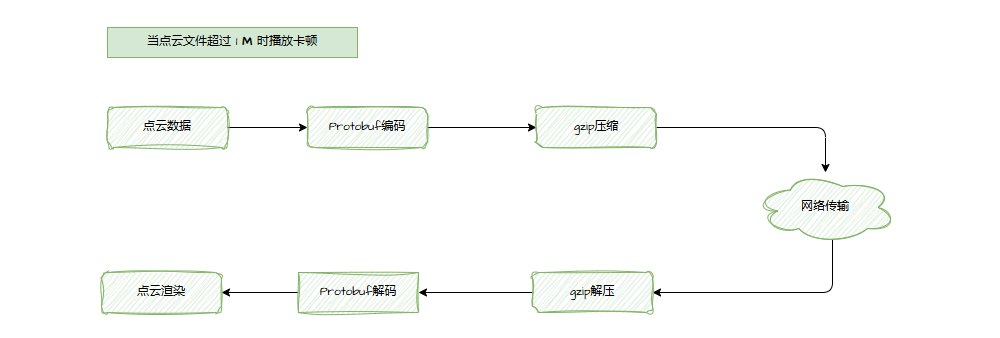 当点云文件超过 1 M 时播放卡顿
点云数据
Protobuf编码
gzip压缩
网络传输
点云渲染
Protobuf解码
gzip解压